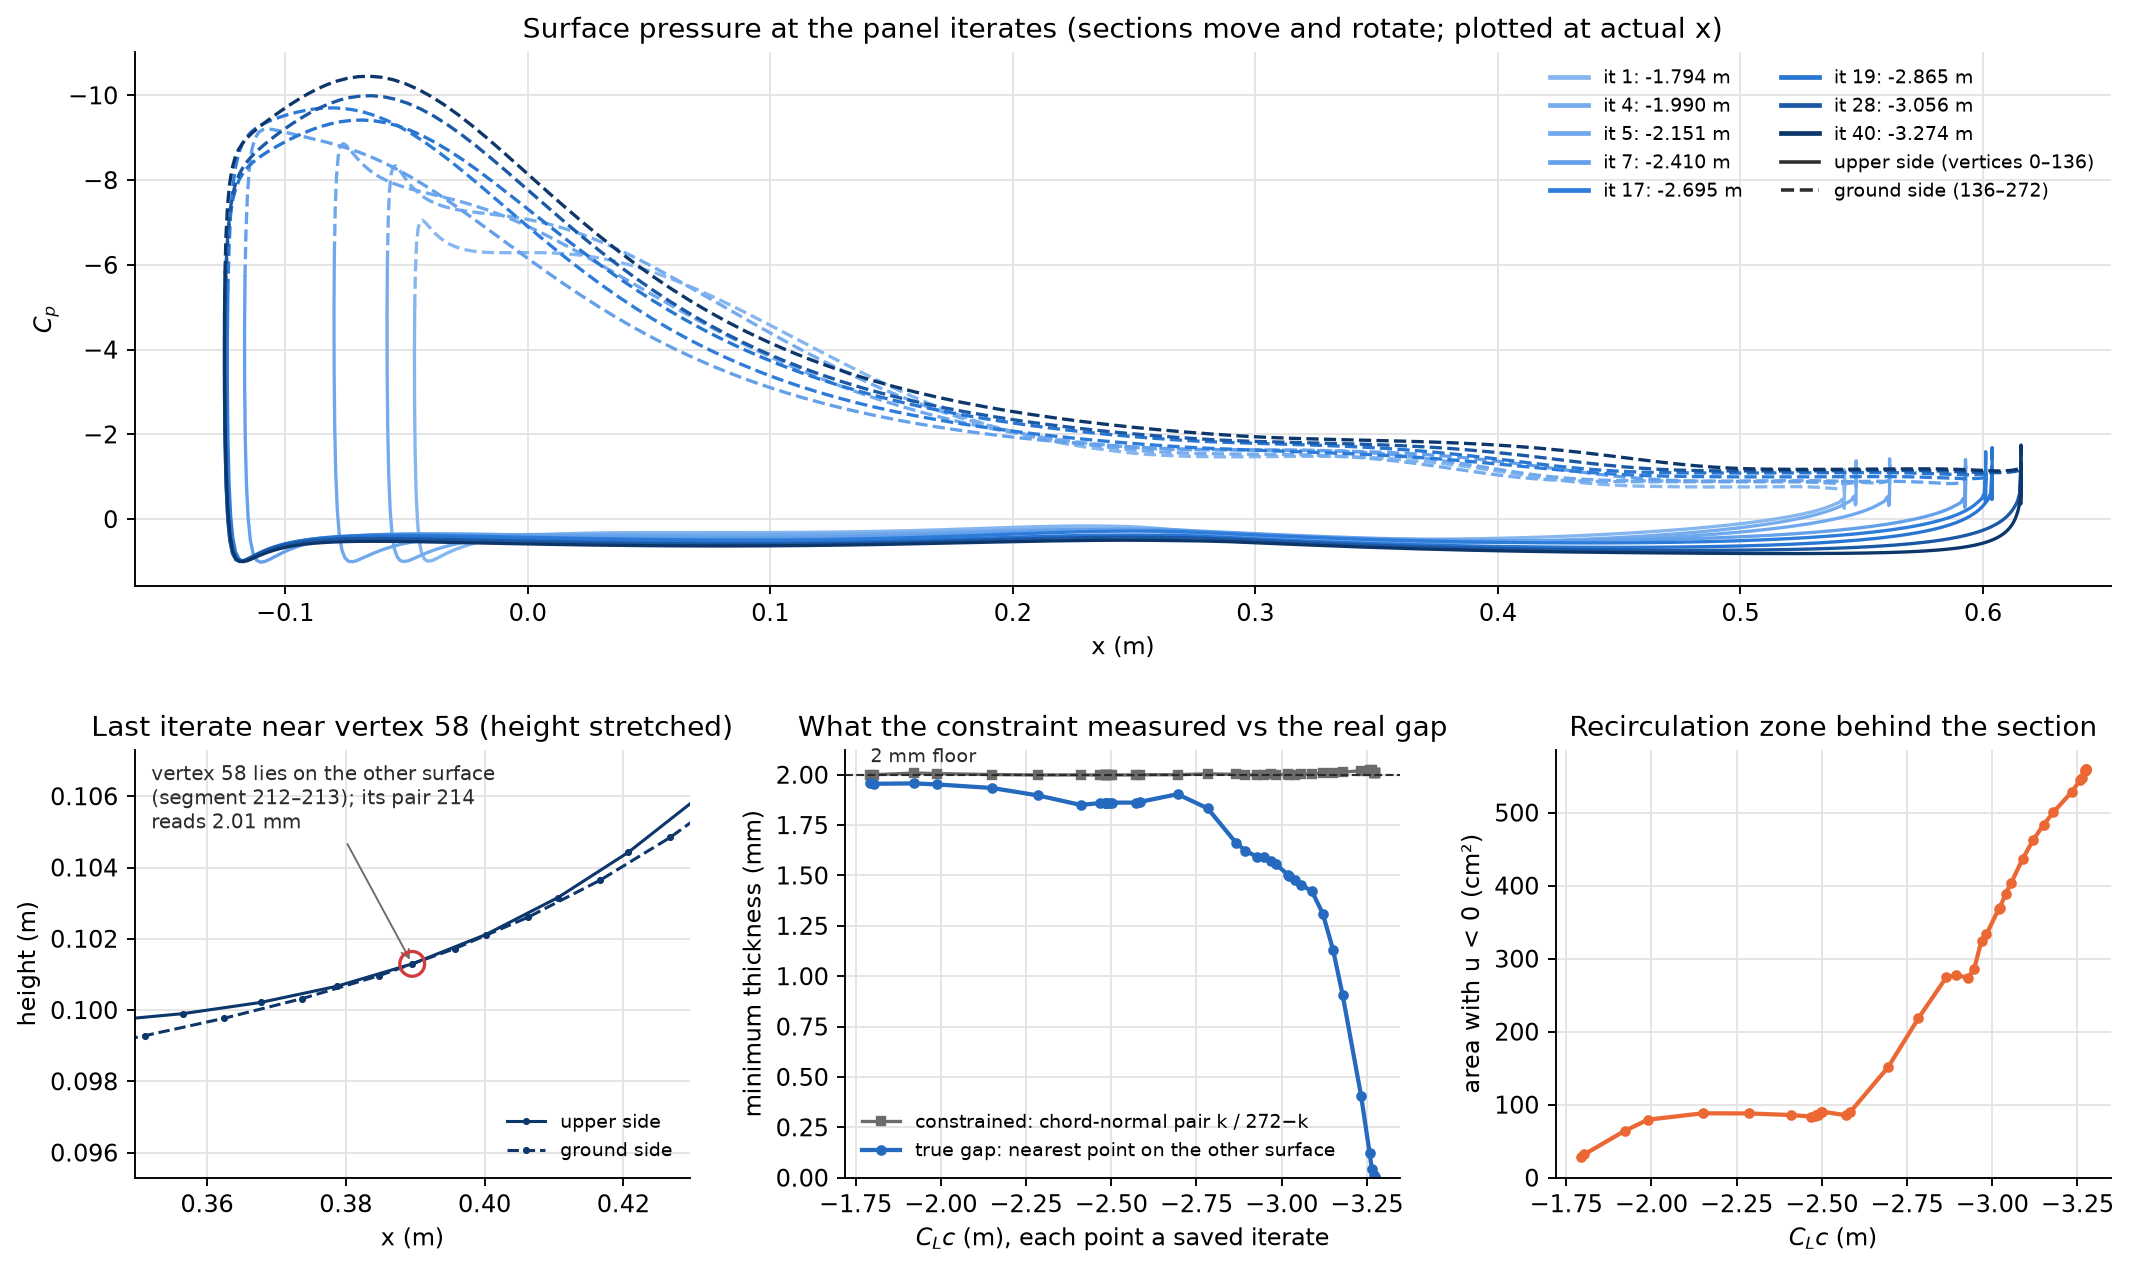 Surface pressure at the panel iterates (sections move and rotate; plotted at actual x)
−10
−8
−6
−4
−2
0
Cₚ
it 1: -1.794 m
it 4: -1.990 m
it 5: -2.151 m
it 7: -2.410 m
it 17: -2.695 m
it 19: -2.865 m
it 28: -3.056 m
it 40: -3.274 m
upper side (vertices 0–136)
ground side (136–272)
−0.1
0.0
0.1
0.2
0.3
0.4
0.5
0.6
x (m)
Last iterate near vertex 58 (height stretched)
vertex 58 lies on the other surface
(segment 212–213); its pair 214
reads 2.01 mm
0.106
0.104
0.102
0.100
0.098
0.096
height (m)
upper side
ground side
0.36
0.38
0.40
0.42
x (m)
What the constraint measured vs the real gap
2 mm floor
2.00
1.75
1.50
1.25
1.00
0.75
0.50
0.25
0.00
minimum thickness (mm)
constrained: chord-normal pair k / 272−k
true gap: nearest point on the other surface
−1.75
−2.00
−2.25
−2.50
−2.75
−3.00
−3.25
C_Lc (m), each point a saved iterate
Recirculation zone behind the section
500
400
300
200
100
0
area with u < 0 (cm²)
−1.75
−2.00
−2.25
−2.50
−2.75
−3.00
−3.25
C_Lc (m)